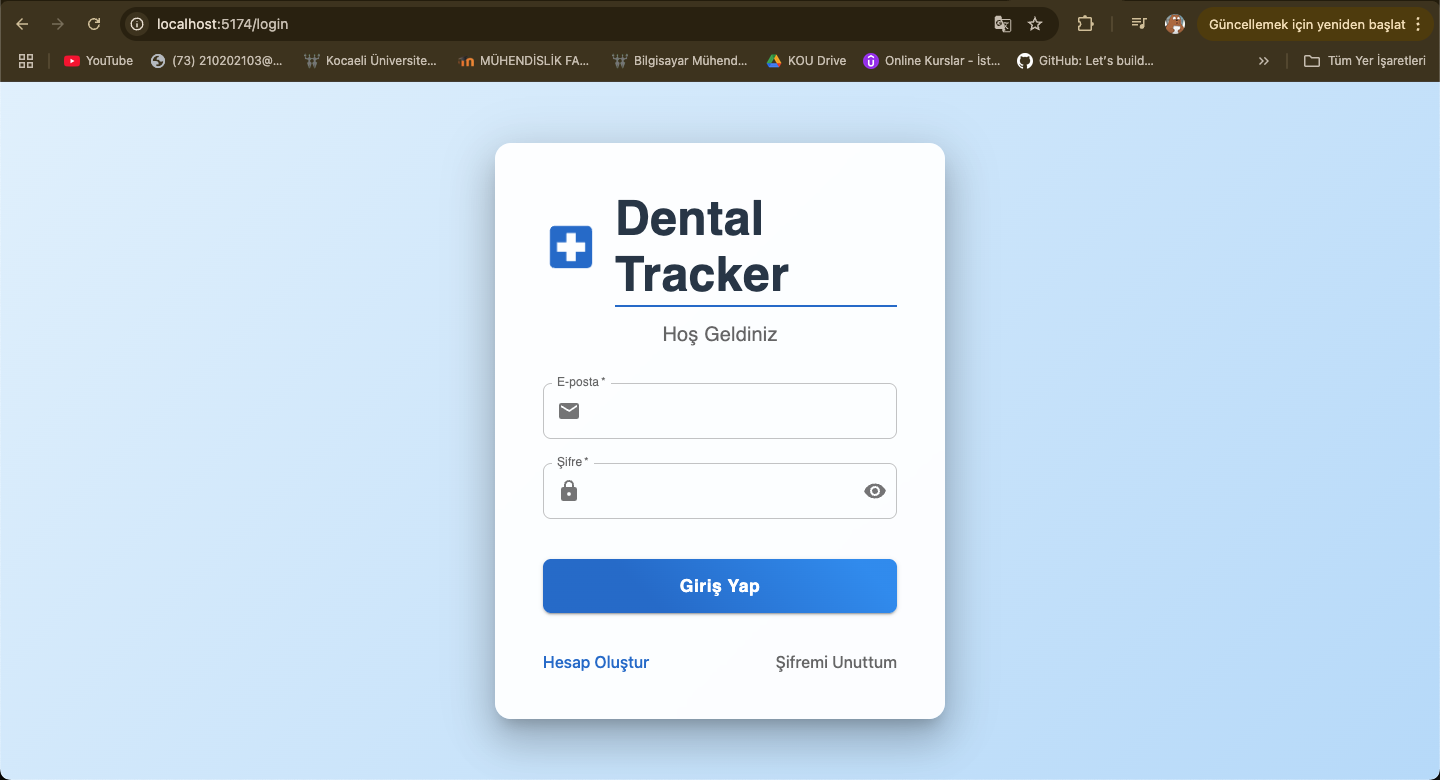 localhost:5174/login
Güncellemek için yeniden başlat
YouTube
(73) 210202103@...
Kocaeli Üniversite...
MÜHENDİSLİK FA...
Bilgisayar Mühend...
KOU Drive
Online Kurslar - İst...
GitHub: Let's build...
»
Tüm Yer İşaretleri
Dental
Tracker
Hoş Geldiniz
E-posta *
Şifre *
Giriş Yap
Hesap Oluştur
Şifremi Unuttum